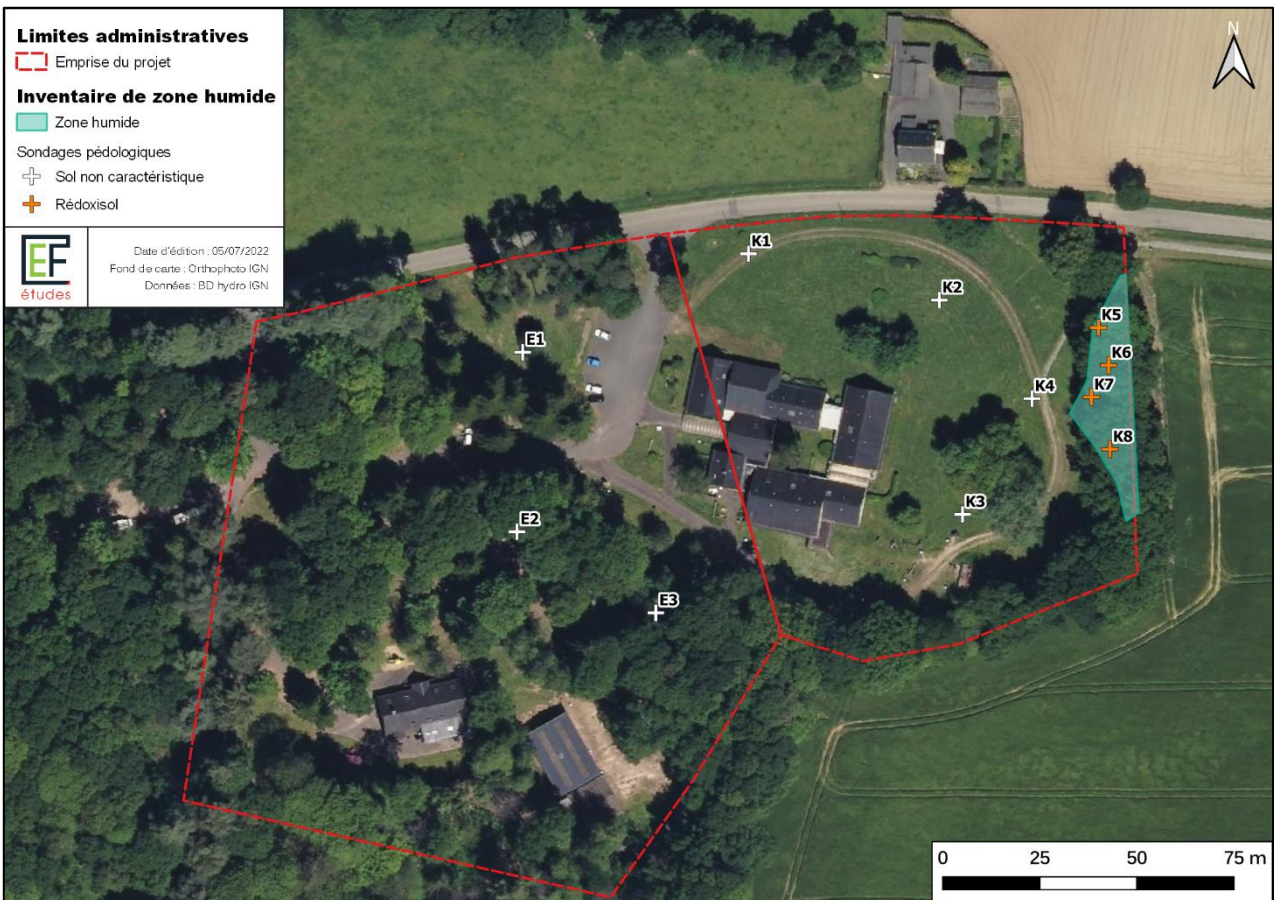 Limites administratives
Emprise du projet
Inventaire de zone humide
Zone humide
Sondages pédologiques
Sol non caractéristique
Rédoxisol
EF
études
Date d'édition : 05/07/2022
Fond de carte : Orthophoto IGN
Données : BD hydro IGN
N
K1
K2
K5
E1
K6
K7
K4
K8
K3
E2
E3
0 25 50 75 m